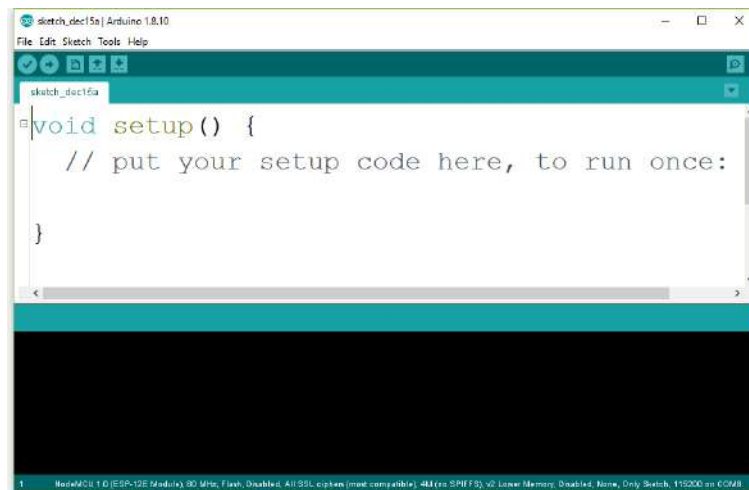 sketch_dec15a | Arduino 1.8.10
File Edit Sketch Tools Help
sketch_dec15a
void setup() {
// put your setup code here, to run once:
}
1 NodeMCU 1.0 (ESP-12E Module), 80 MHz, Flash, Disabled, All SSL ciphers (most compatible), 4M (no SPIFFS), v2 Lower Memory, Disabled, None, Only Sketch, 115200 on COM8